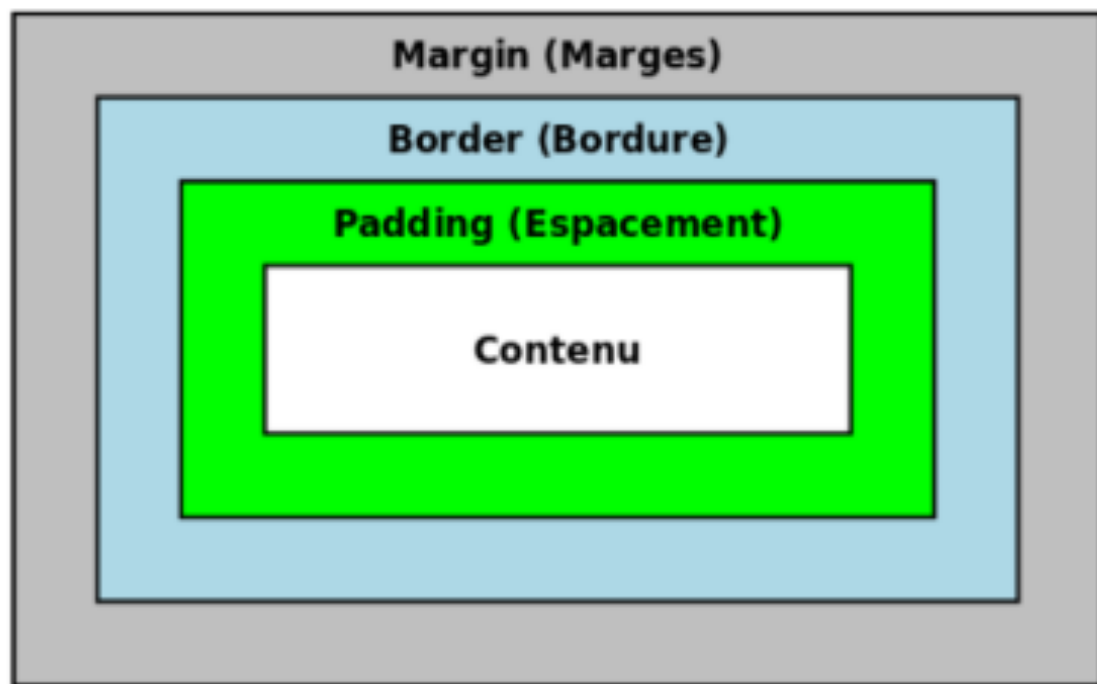 Margin (Marges)
Border (Bordure)
Padding (Espacement)
Contenu